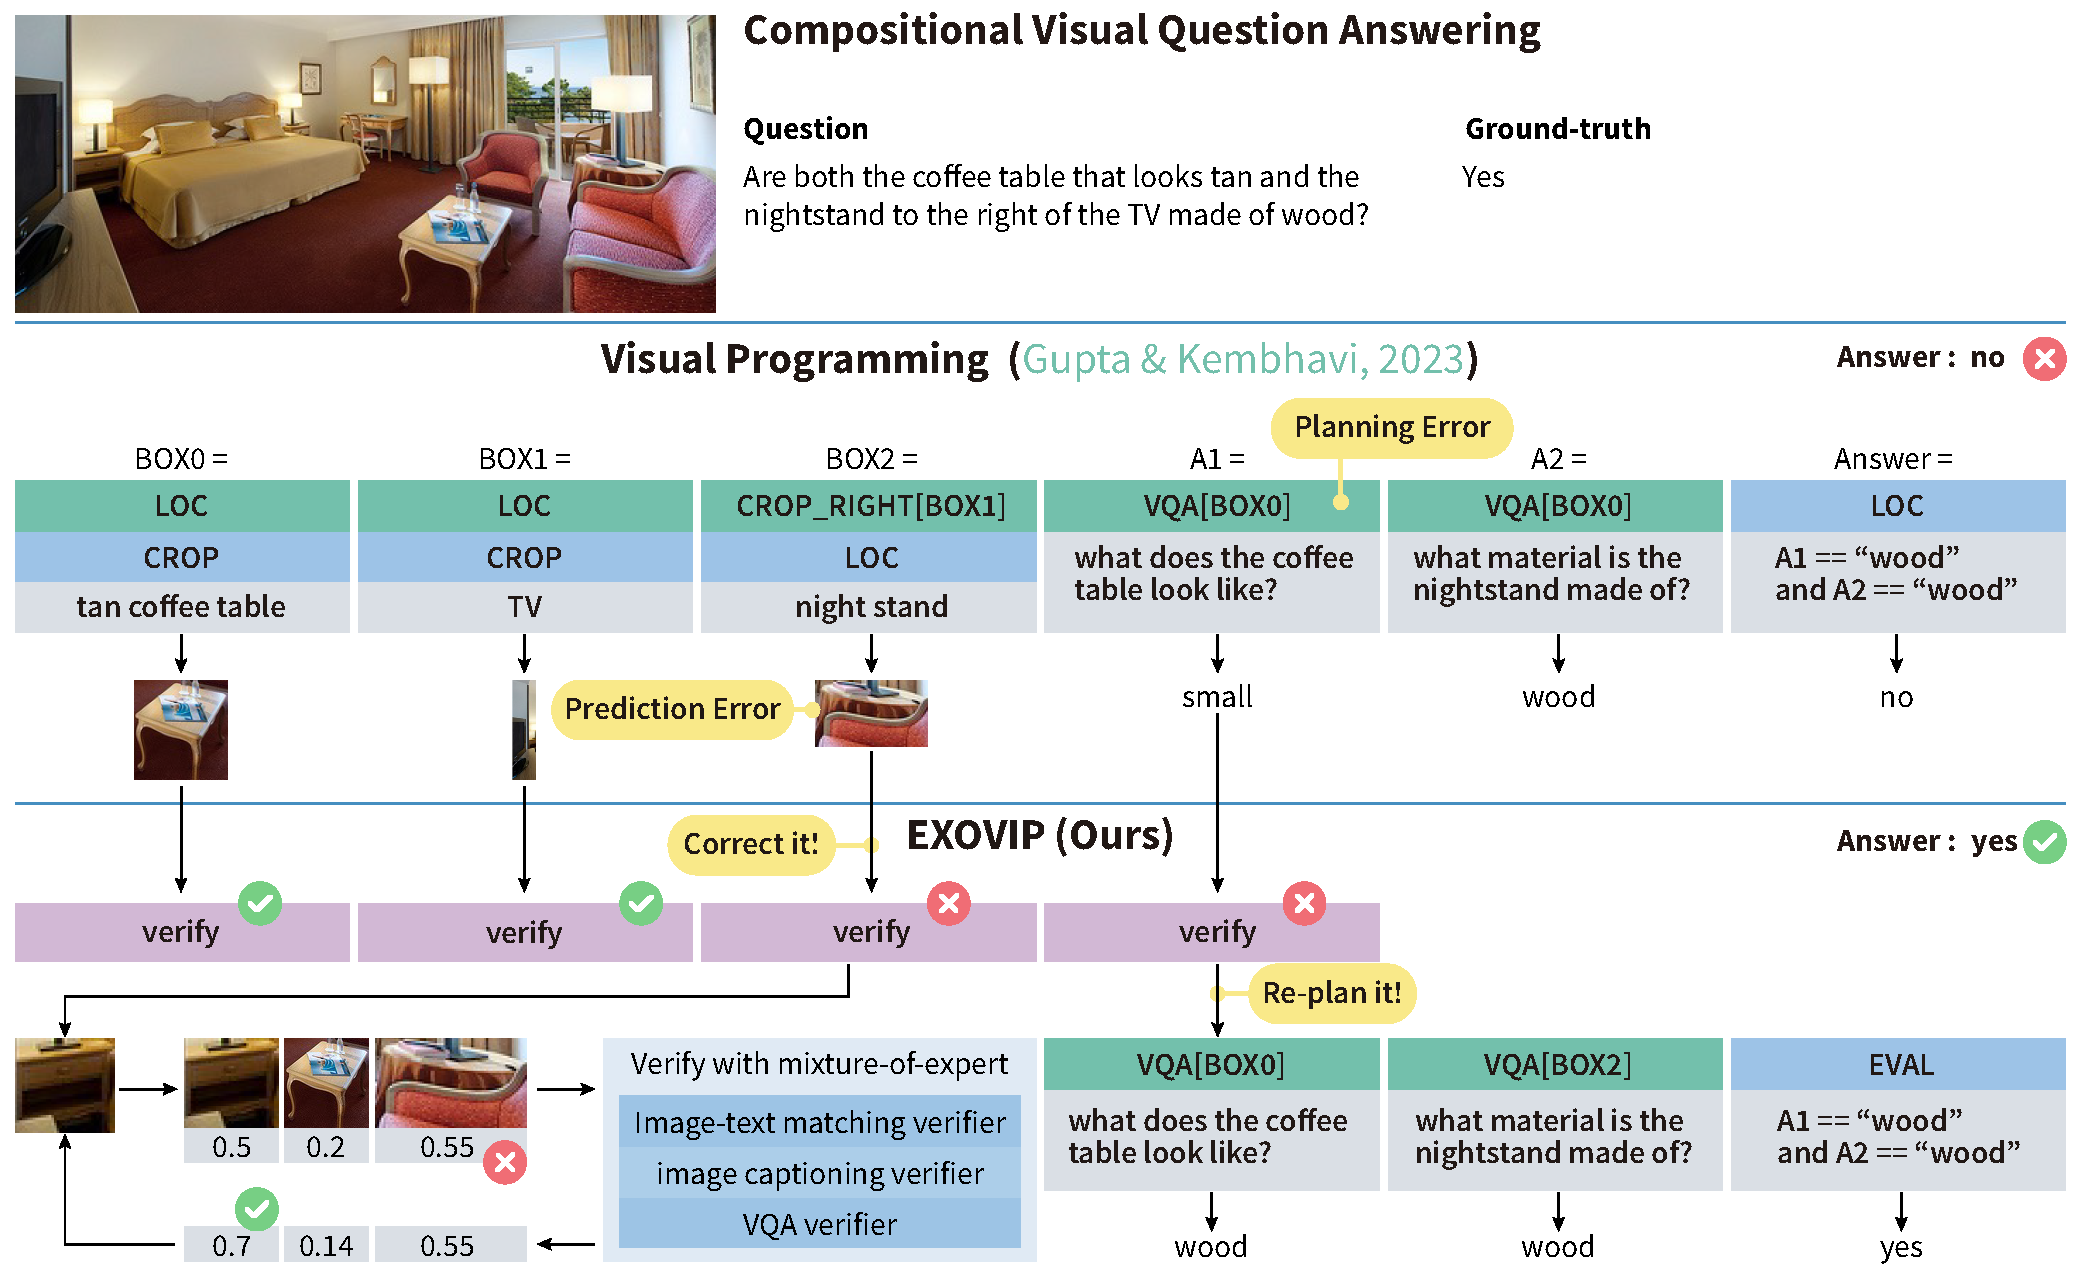 Compositional Visual Question Answering
Question
Ground-truth
Are both the coffee table that looks tan and the
nightstand to the right of the TV made of wood?
Yes
Visual Programming (Gupta & Kembhavi, 2023)
Answer : no
Planning Error
BOX0 =
BOX1 =
BOX2 =
A1 =
A2 =
Answer =
LOC
LOC
CROP_RIGHT[BOX1]
VQA[BOX0]
VQA[BOX0]
LOC
CROP
CROP
LOC
what does the coffee
table look like?
what material is the
nightstand made of?
A1 == “wood”
and A2 == “wood”
tan coffee table
TV
night stand
Prediction Error
small
wood
no
Correct it!
EXOVIP (Ours)
Answer : yes
verify
verify
verify
verify
Re-plan it!
Verify with mixture-of-expert
Image-text matching verifier
image captioning verifier
VQA verifier
0.5
0.2
0.55
0.7
0.14
0.55
VQA[BOX0]
VQA[BOX2]
EVAL
what does the coffee
table look like?
what material is the
nightstand made of?
A1 == “wood”
and A2 == “wood”
wood
wood
yes